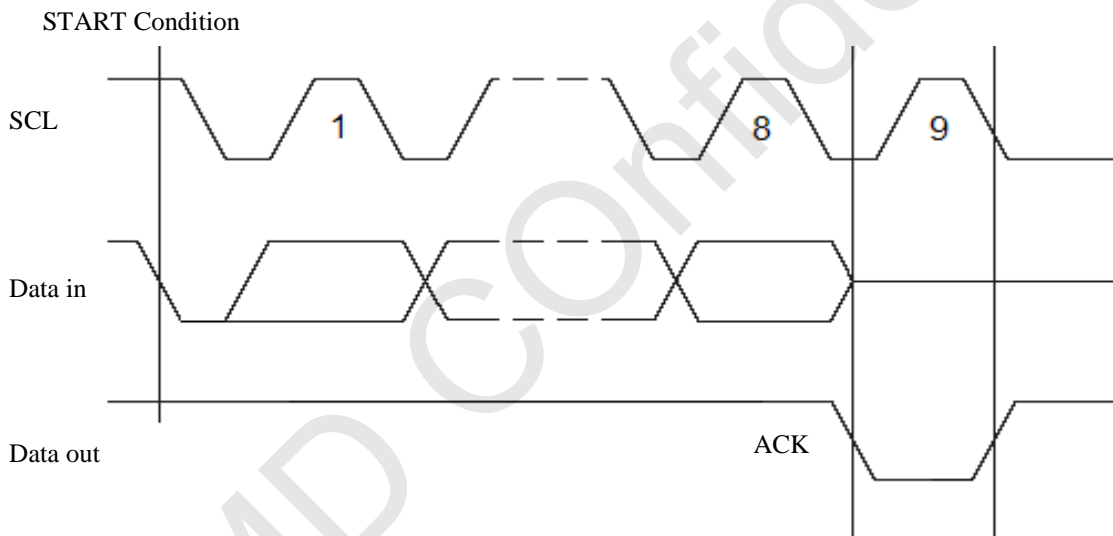 START Condition
SCL
1
8
9
Data in
Data out
ACK